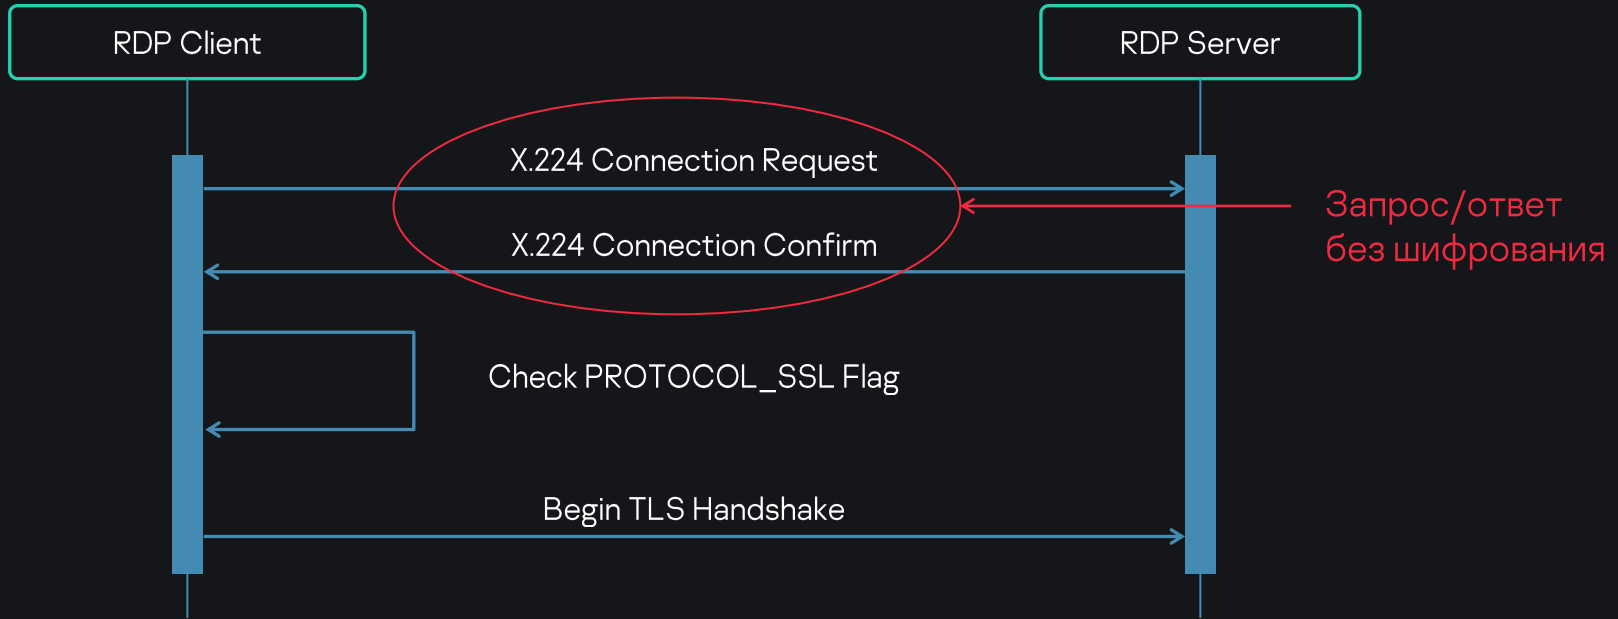 RDP Client
RDP Server
X.224 Connection Request
X.224 Connection Confirm
Запрос/ответ
без шифрования
Check PROTOCOL_SSL Flag
Begin TLS Handshake